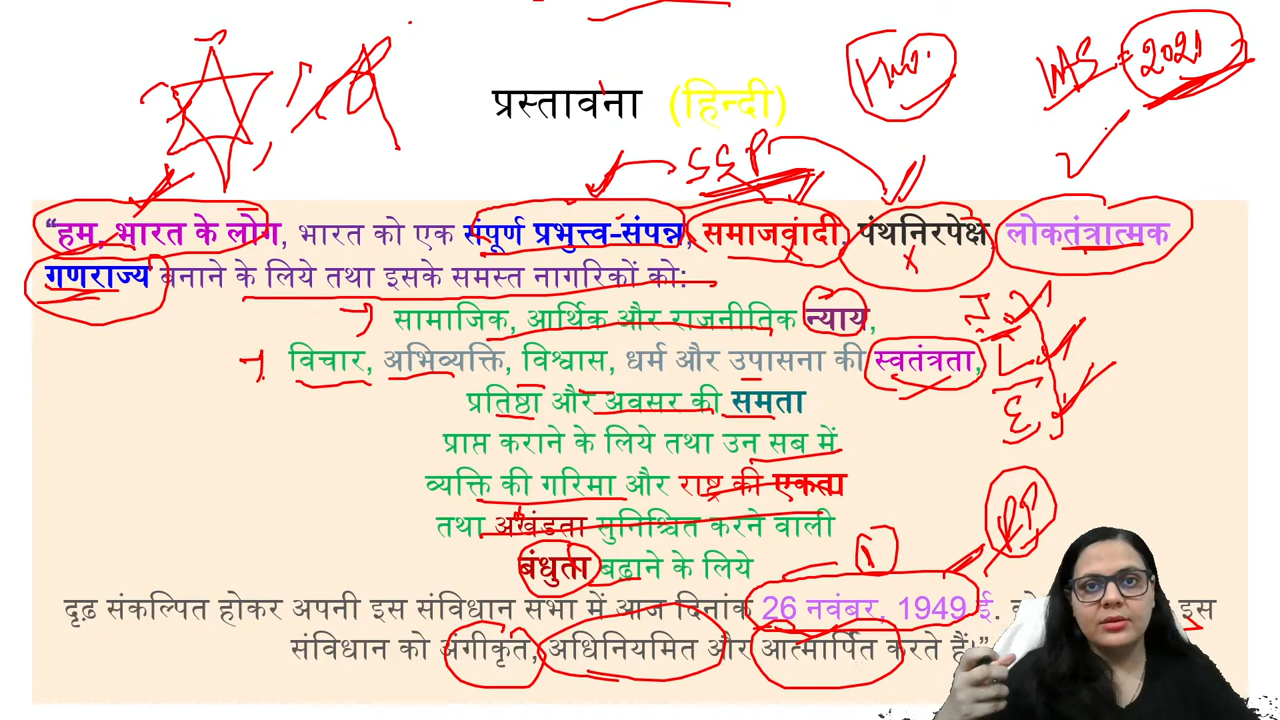 प्रस्तावना (हिन्दी)
IAS = 2021
SSP
"हम, भारत के लोग, भारत को एक संपूर्ण प्रभुत्त्व-संपन्न, समाजवादी, पंथनिरपेक्ष, लोकतंत्रात्मक
गणराज्य बनाने के लिये तथा इसके समस्त नागरिकों को:
सामाजिक, आर्थिक और राजनीतिक न्याय,
विचार, अभिव्यक्ति, विश्वास, धर्म और उपासना की स्वतंत्रता,
प्रतिष्ठा और अवसर की समता
प्राप्त कराने के लिये तथा उन सब में
व्यक्ति की गरिमा और राष्ट्र की एकता
तथा अखंडता सुनिश्चित करने वाली
बंधुता बढ़ाने के लिये
दृढ़ संकल्पित होकर अपनी इस संविधान सभा में आज दिनांक 26 नवंबर, 1949 ई. इस
संविधान को अंगीकृत, अधिनियमित और आत्मार्पित करते हैं।"